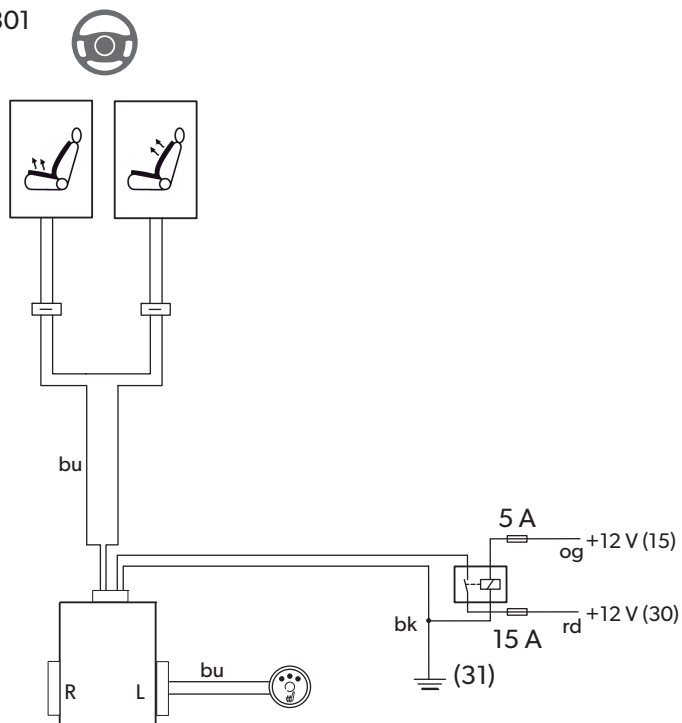 301
bu
5 A
og +12 V (15)
rd +12 V (30)
15 A
bk
(31)
bu
R
L